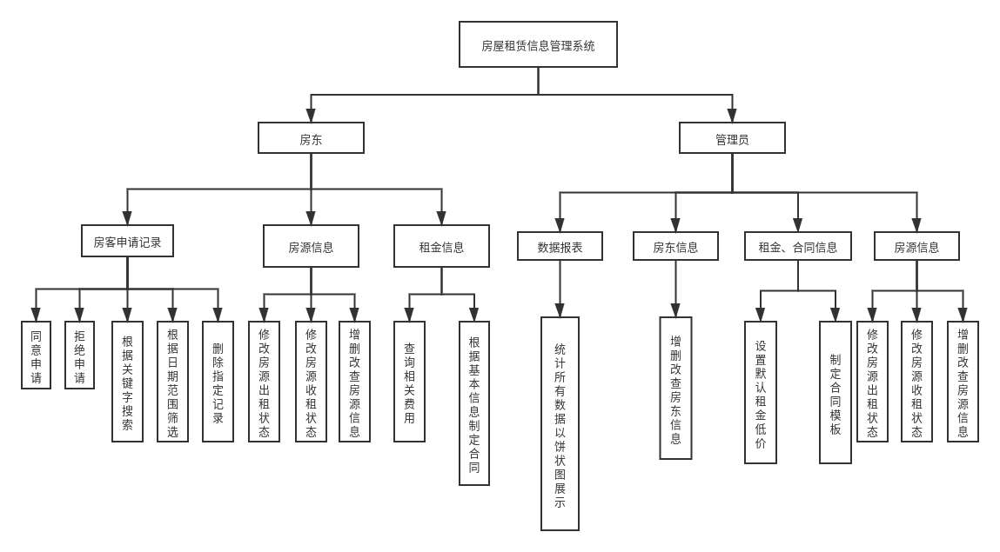 房屋租赁信息管理系统
房东
管理员
房客申请记录
房源信息
租金信息
数据报表
房东信息
租金、合同信息
房源信息
同意申请
拒绝申请
根据关键字搜索
根据日期范围筛选
删除指定记录
修改房源出租状态
修改房源收租状态
增删改查房源信息
查询相关费用
根据基本信息制定合同
统计所有数据以饼状图展示
增删改查房东信息
设置默认租金低价
制定合同模板
修改房源出租状态
修改房源收租状态
增删改查房源信息